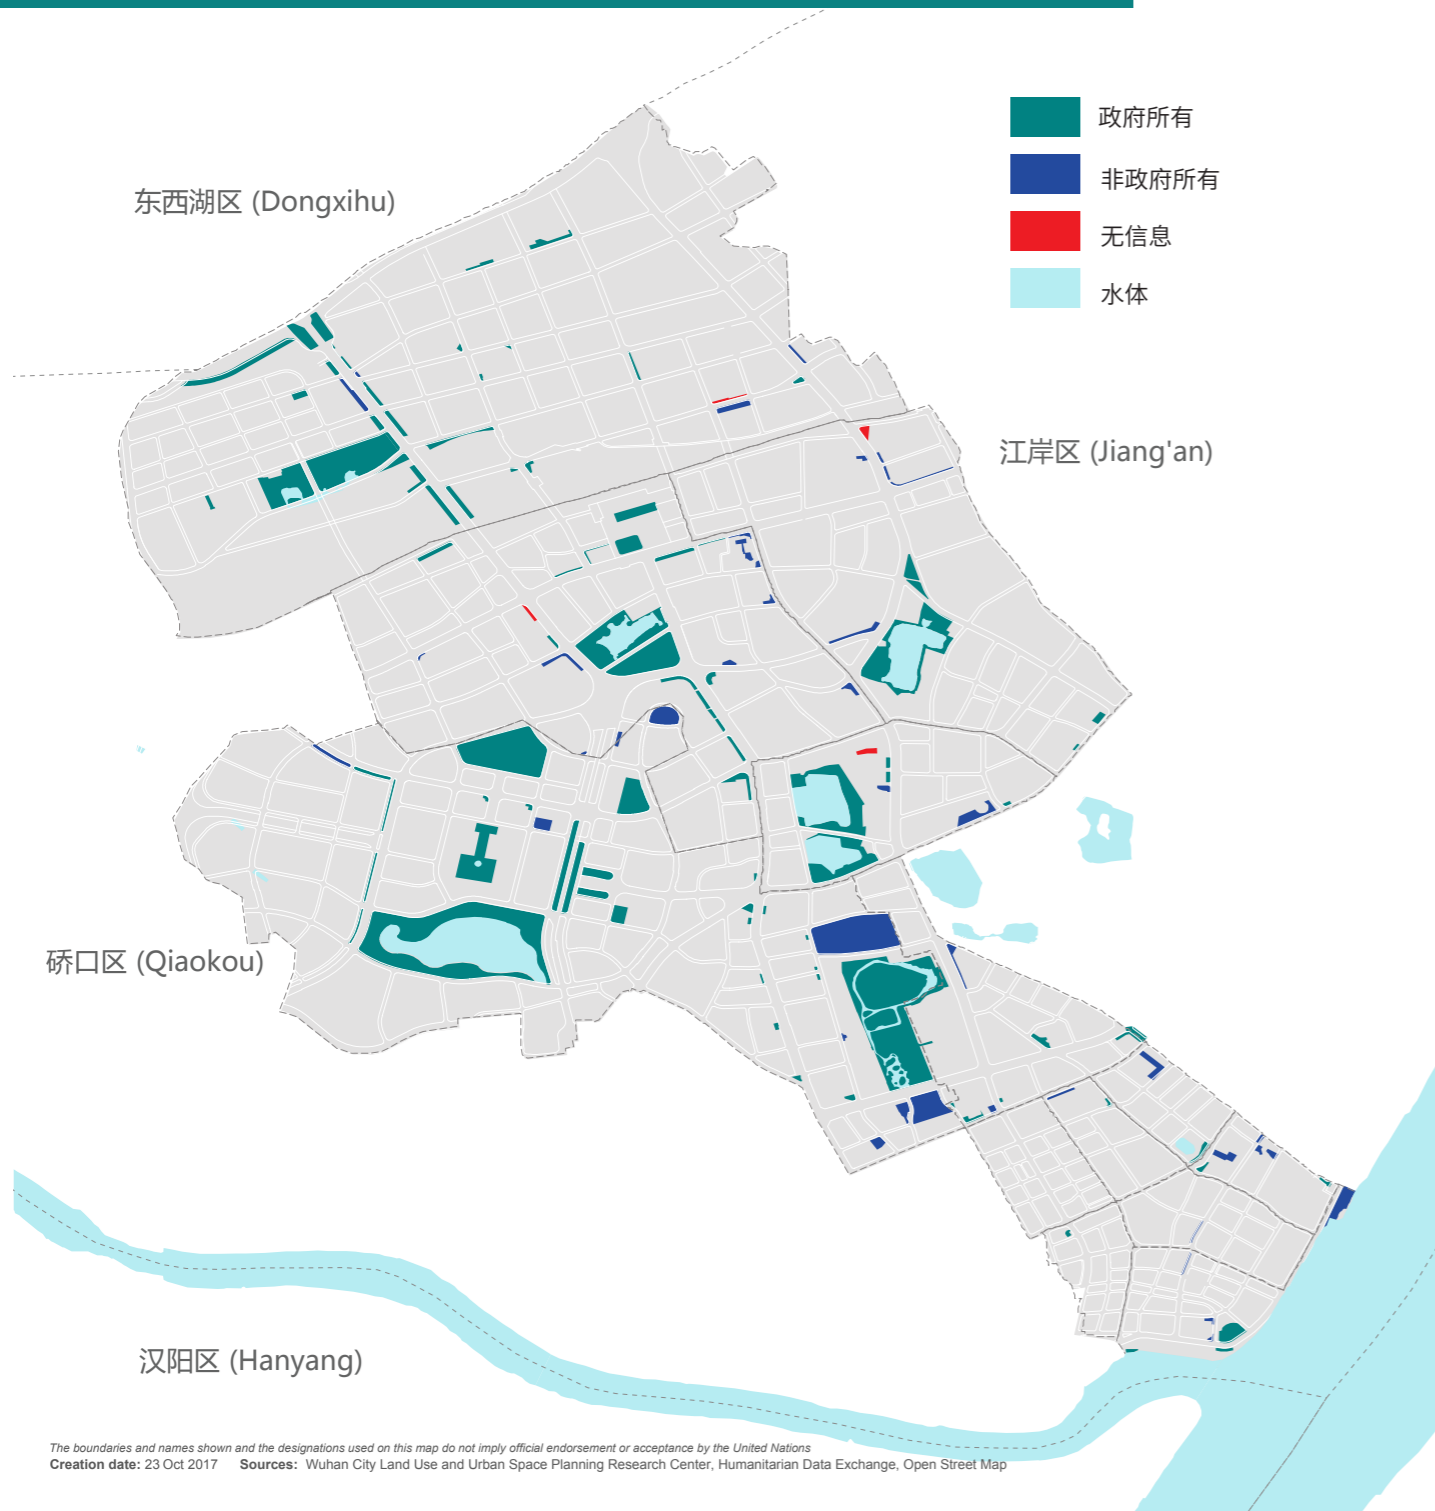 政府所有
非政府所有
无信息
水体
东西湖区 (Dongxihu)
江岸区 (Jiang'an)
硚口区 (Qiaokou)
汉阳区 (Hanyang)
The boundaries and names shown and the designations used on this map do not imply official endorsement or acceptance by the United Nations
Creation date: 23 Oct 2017 Sources: Wuhan City Land Use and Urban Space Planning Research Center, Humanitarian Data Exchange, Open Street Map